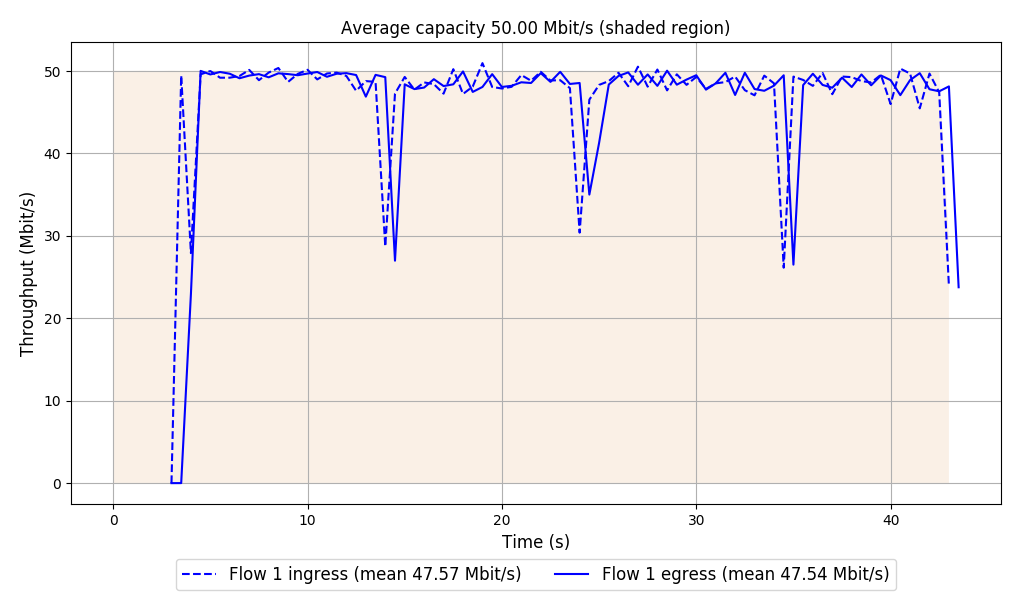 Average capacity 50.00 Mbit/s (shaded region)
Throughput (Mbit/s)
50
40
30
20
10
0
0 10 20 30 40
Time (s)
Flow 1 ingress (mean 47.57 Mbit/s) Flow 1 egress (mean 47.54 Mbit/s)